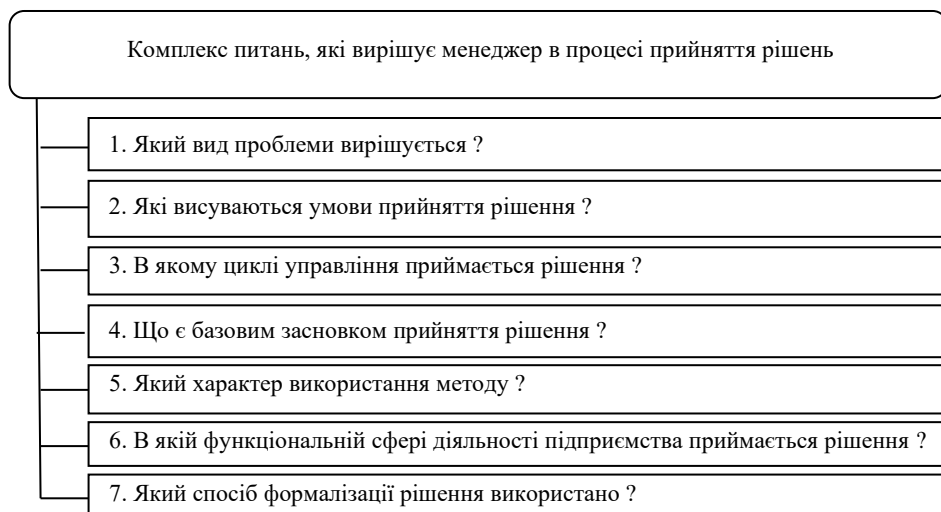 Комплекс питань, які вирішує менеджер в процесі прийняття рішень
1. Який вид проблеми вирішується ?
2. Які висуваються умови прийняття рішення ?
3. В якому циклі управління приймається рішення ?
4. Що є базовим засновком прийняття рішення ?
5. Який характер використання методу ?
6. В якій функціональній сфері діяльності підприємства приймається рішення ?
7. Який спосіб формалізації рішення використано ?